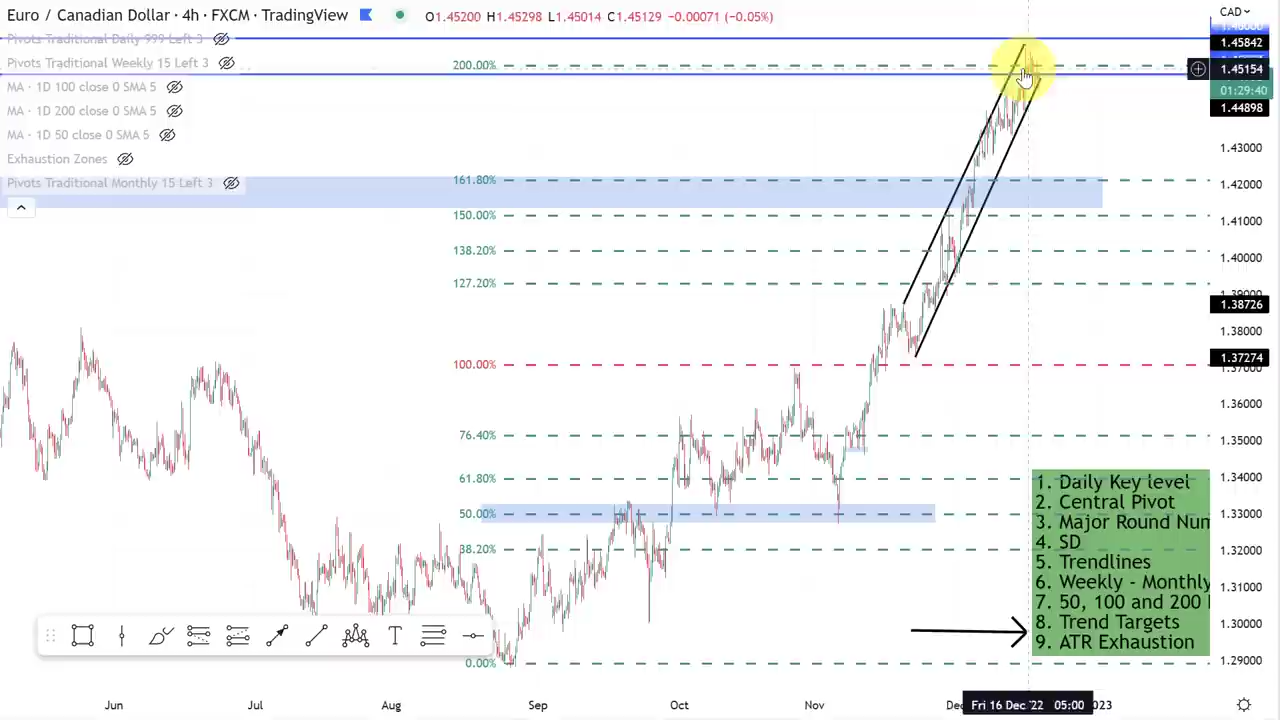 Euro / Canadian Dollar · 4h · FXCM · TradingView O1.45200 H1.45298 L1.45014 C1.45129 −0.00071 (−0.05%) CAD
Pivots Traditional Daily 999 Left 3
Pivots Traditional Weekly 15 Left 3
MA · 1D 100 close 0 SMA 5
MA · 1D 200 close 0 SMA 5
MA · 1D 50 close 0 SMA 5
Exhaustion Zones
Pivots Traditional Monthly 15 Left 3
200.00%
161.80%
150.00%
138.20%
127.20%
100.00%
76.40%
61.80%
50.00%
38.20%
0.00%
1.45842
1.45154
01:29:40
1.44898
1.43000
1.42000
1.41000
1.40000
1.38726
1.38000
1.37274
1.37000
1.36000
1.35000
1.34000
1.33000
1.32000
1.31000
1.30000
1.29000
1. Daily Key level
2. Central Pivot
3. Major Round Num
4. SD
5. Trendlines
6. Weekly - Monthly
7. 50, 100 and 200
8. Trend Targets
9. ATR Exhaustion
Jun Jul Aug Sep Oct Nov Dec Fri 16 Dec '22 05:00 2023